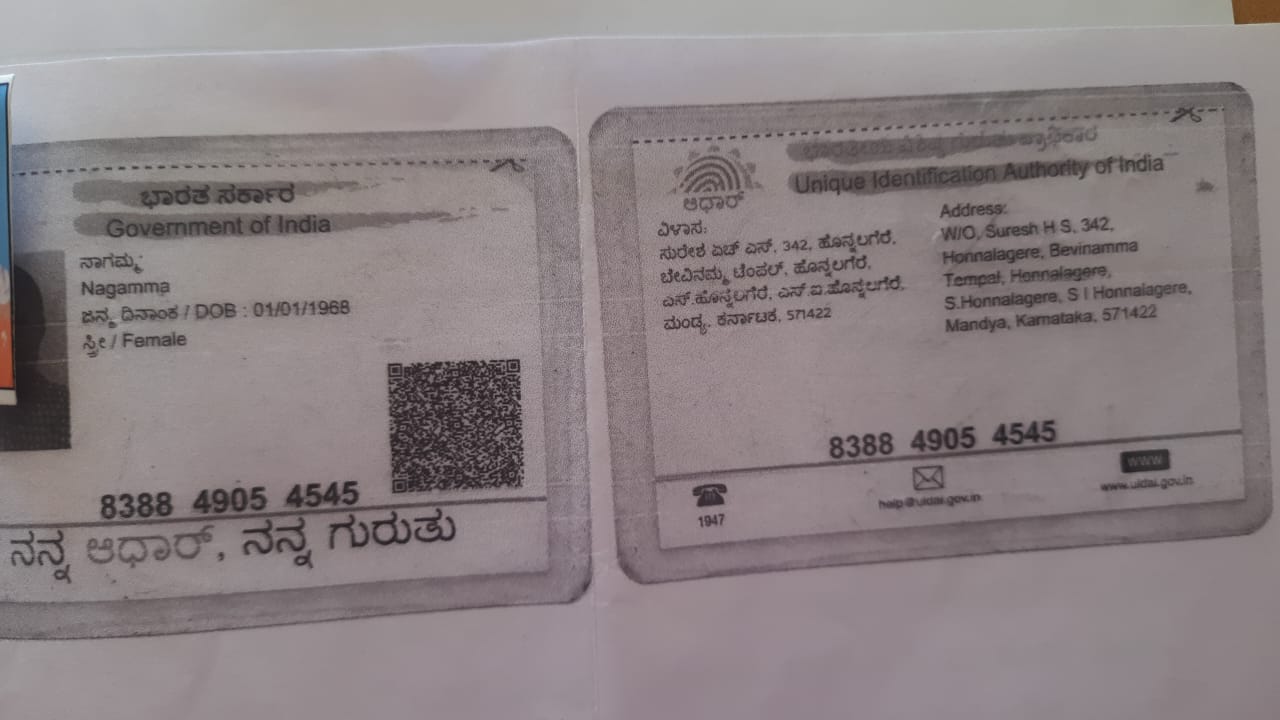 ಭಾರತ ಸರ್ಕಾರ
Government of India
ನಾಗಮ್ಮ
Nagamma
ಜನ್ಮ ದಿನಾಂಕ / DOB : 01/01/1968
ಸ್ತ್ರೀ / Female
8388 4905 4545
ನನ್ನ ಆಧಾರ್, ನನ್ನ ಗುರುತು
ಭಾರತೀಯ ವಿಶಿಷ್ಟ ಗುರುತು ಪ್ರಾಧಿಕಾರ
Unique Identification Authority of India
ಆಧಾರ್
ವಿಳಾಸ:
ಸುರೇಶ ಏಚ್ ಎಸ್, 342, ಹೊನ್ನಲಗೆರೆ,
ಬೇವಿನಮ್ಮ ಟೆಂಪಲ್, ಹೊನ್ನಲಗೆರೆ,
ಎಸ್.ಹೊನ್ನಲಗೆರೆ, ಎಸ್.ಐ.ಹೊನ್ನಲಗೆರೆ,
ಮಂಡ್ಯ, ಕರ್ನಾಟಕ, 571422
Address:
W/O, Suresh H S, 342,
Honnalagere, Bevinamma
Tempal, Honnalagere,
S.Honnalagere, S I Honnalagere,
Mandya, Karnataka, 571422
8388 4905 4545
1947
help@uidai.gov.in
www
www.uidai.gov.in